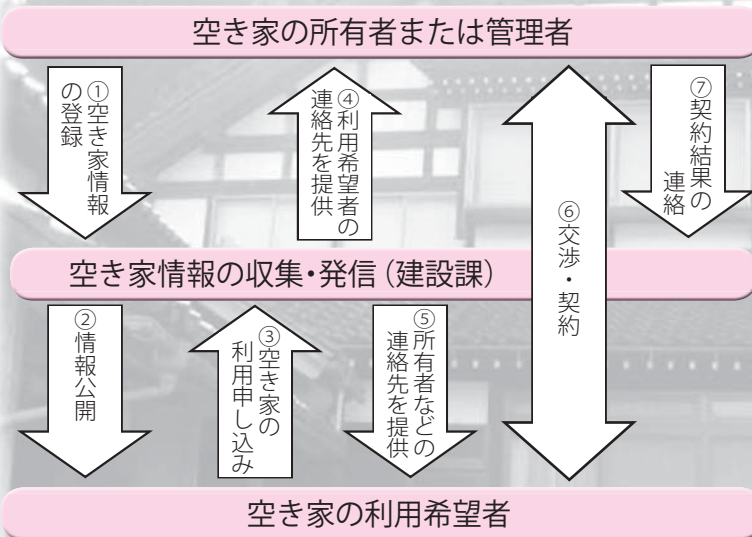 空き家の所有者または管理者
①空き家情報
の登録
④利用希望者の
連絡先を提供
⑦契約結果の
連絡
⑥交渉・契約
空き家情報の収集・発信（建設課）
②情報公開
③空き家の
利用申し込み
⑤所有者などの
連絡先を提供
空き家の利用希望者